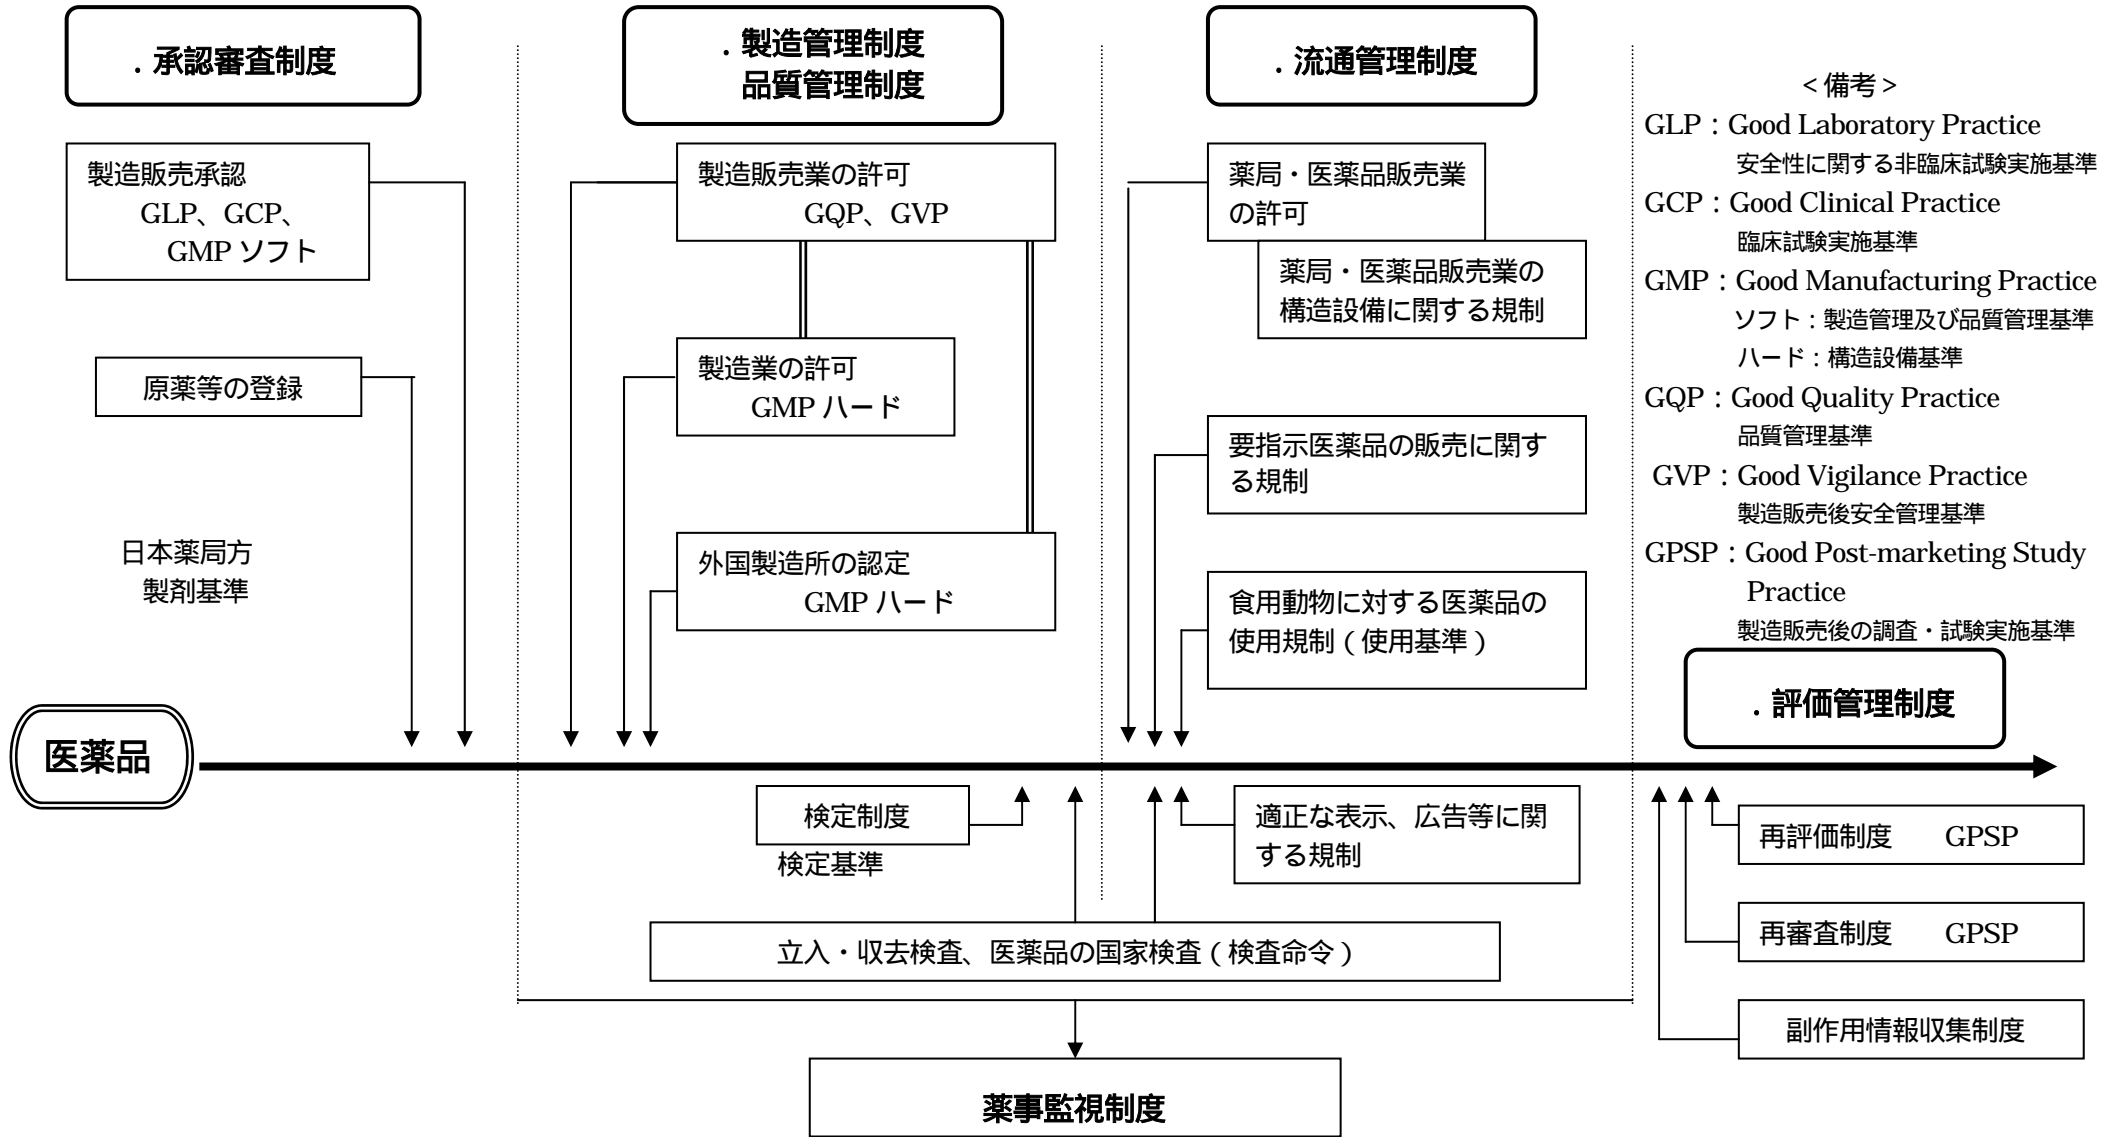 ．承認審査制度
製造販売承認
GLP、GCP、
GMP ソフト
原薬等の登録
日本薬局方
製剤基準
．製造管理制度
品質管理制度
製造販売業の許可
GQP、GVP
製造業の許可
GMP ハード
外国製造所の認定
GMP ハード
．流通管理制度
薬局・医薬品販売業
の許可
薬局・医薬品販売業の
構造設備に関する規制
要指示医薬品の販売に関す
る規制
食用動物に対する医薬品の
使用規制（使用基準）
＜備考＞
GLP：Good Laboratory Practice
安全性に関する非臨床試験実施基準
GCP：Good Clinical Practice
臨床試験実施基準
GMP：Good Manufacturing Practice
ソフト：製造管理及び品質管理基準
ハード：構造設備基準
GQP：Good Quality Practice
品質管理基準
GVP：Good Vigilance Practice
製造販売後安全管理基準
GPSP：Good Post-marketing Study
Practice
製造販売後の調査・試験実施基準
．評価管理制度
医薬品
検定制度
検定基準
適正な表示、広告等に関
する規制
立入・収去検査、医薬品の国家検査（検査命令）
再評価制度　　GPSP
再審査制度　　GPSP
副作用情報収集制度
薬事監視制度